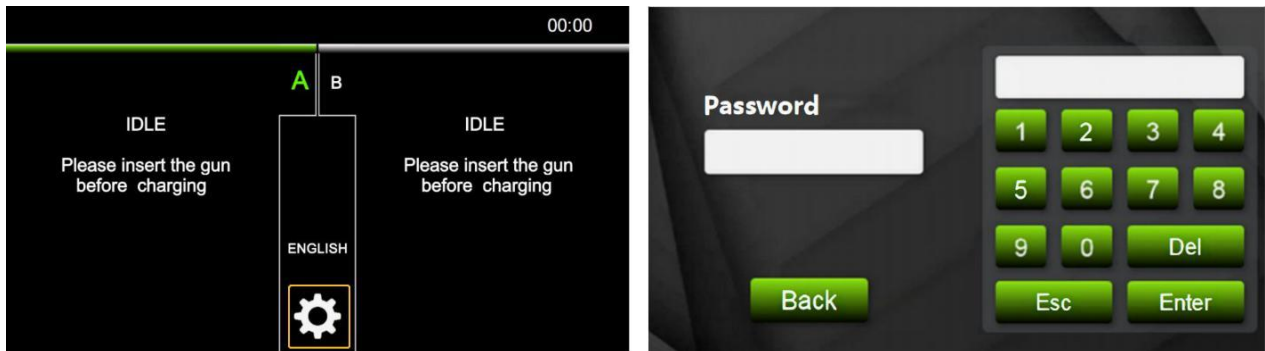 00:00
A
B
IDLE
Please insert the gun
before charging
IDLE
Please insert the gun
before charging
ENGLISH
Password
Back
1 2 3 4
5 6 7 8
9 0 Del
Esc Enter